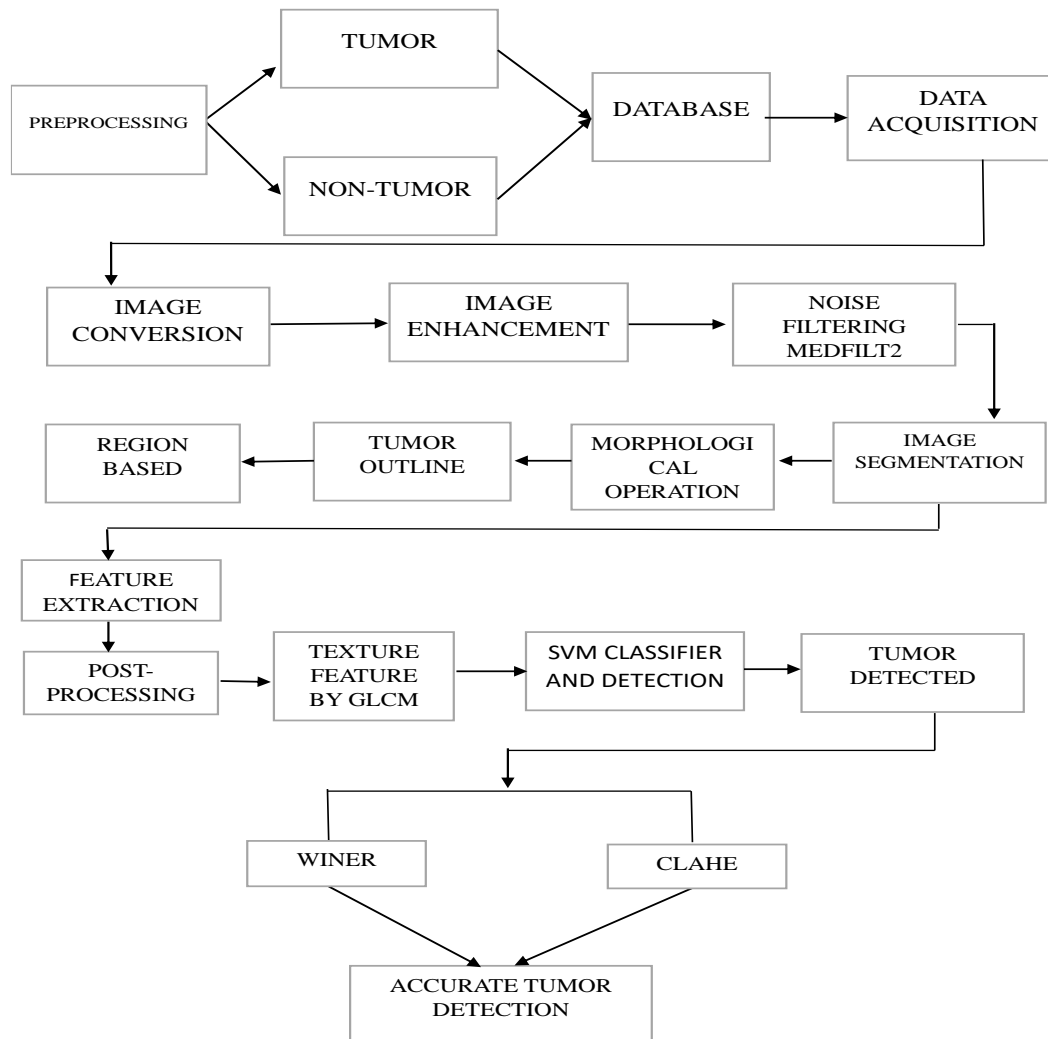 TUMOR
PREPROCESSING
NON-TUMOR
DATABASE
DATA
ACQUISITION
IMAGE
CONVERSION
IMAGE
ENHANCEMENT
NOISE
FILTERING
MEDFILT2
REGION
BASED
TUMOR
OUTLINE
MORPHOLOGI
CAL
OPERATION
IMAGE
SEGMENTATION
FEATURE
EXTRACTION
POST-
PROCESSING
TEXTURE
FEATURE
BY GLCM
SVM CLASSIFIER
AND DETECTION
TUMOR
DETECTED
WINER
CLAHE
ACCURATE TUMOR
DETECTION